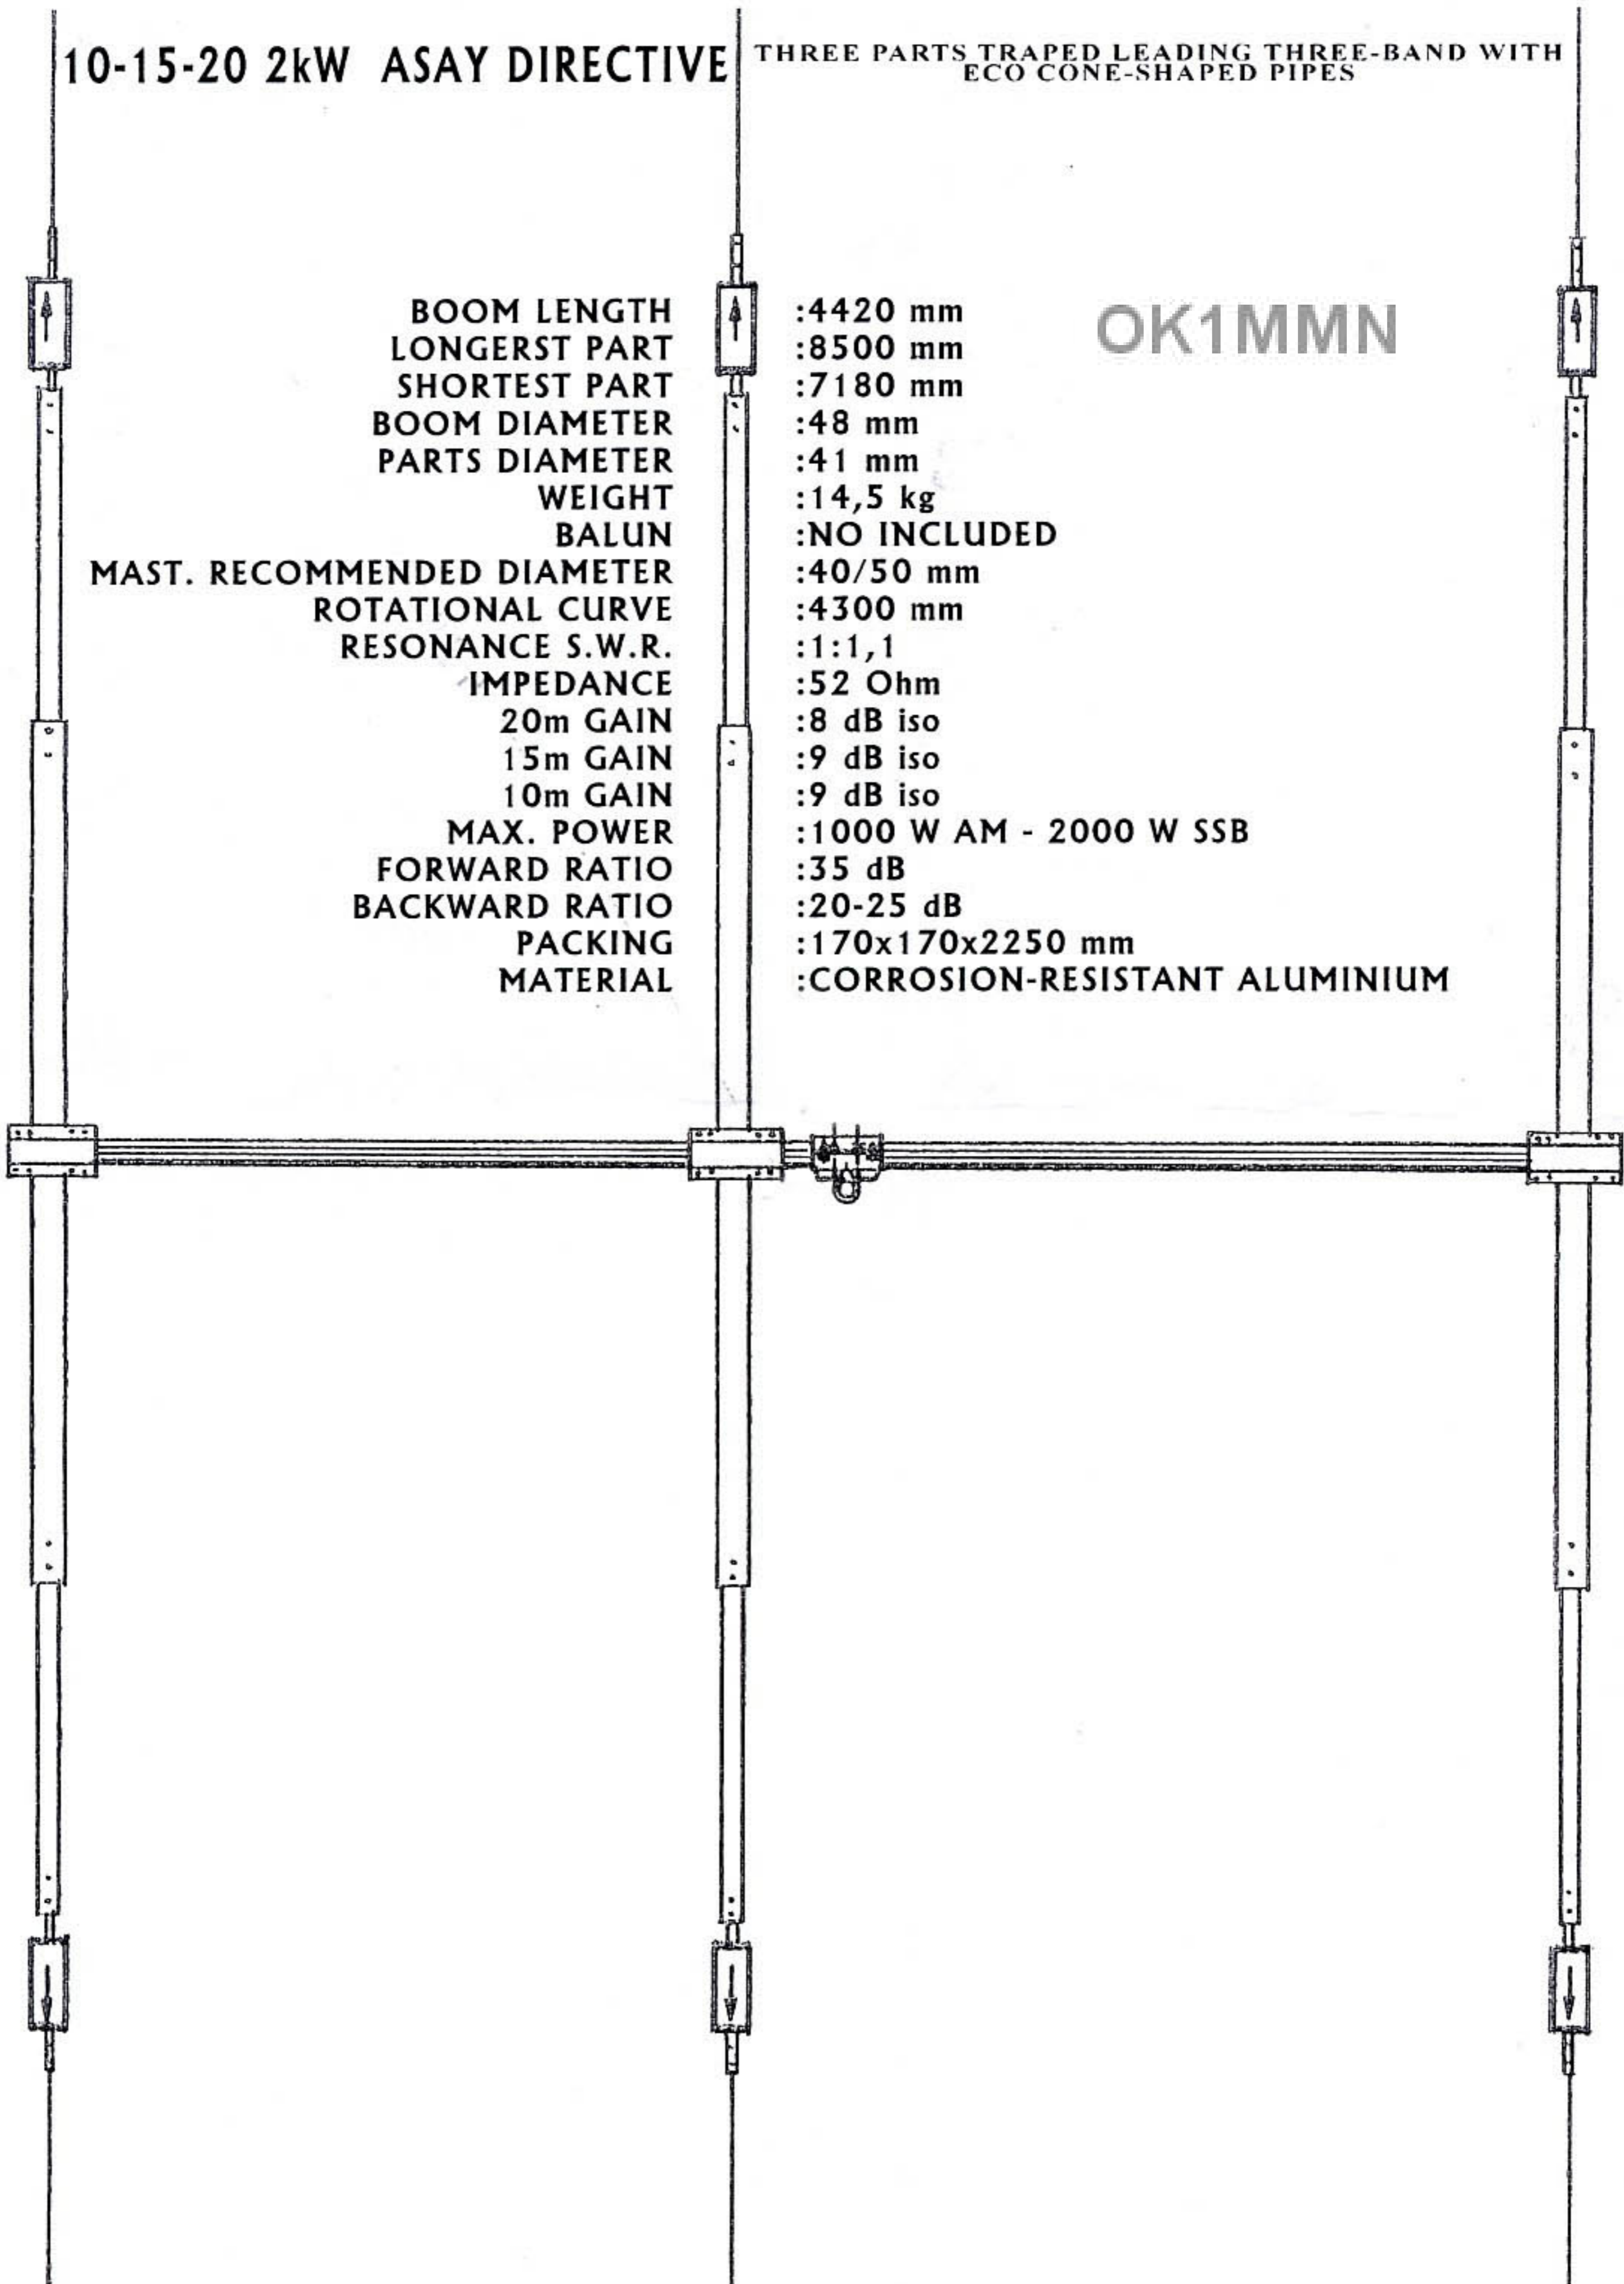 10-15-20 2kW ASAY DIRECTIVE
THREE PARTS TRAPED LEADING THREE-BAND WITH
ECO CONE-SHAPED PIPES
OK1MMN
BOOM LENGTH :4420 mm
LONGERST PART :8500 mm
SHORTEST PART :7180 mm
BOOM DIAMETER :48 mm
PARTS DIAMETER :41 mm
WEIGHT :14,5 kg
BALUN :NO INCLUDED
MAST. RECOMMENDED DIAMETER :40/50 mm
ROTATIONAL CURVE :4300 mm
RESONANCE S.W.R. :1:1,1
IMPEDANCE :52 Ohm
20m GAIN :8 dB iso
15m GAIN :9 dB iso
10m GAIN :9 dB iso
MAX. POWER :1000 W AM - 2000 W SSB
FORWARD RATIO :35 dB
BACKWARD RATIO :20-25 dB
PACKING :170x170x2250 mm
MATERIAL :CORROSION-RESISTANT ALUMINIUM